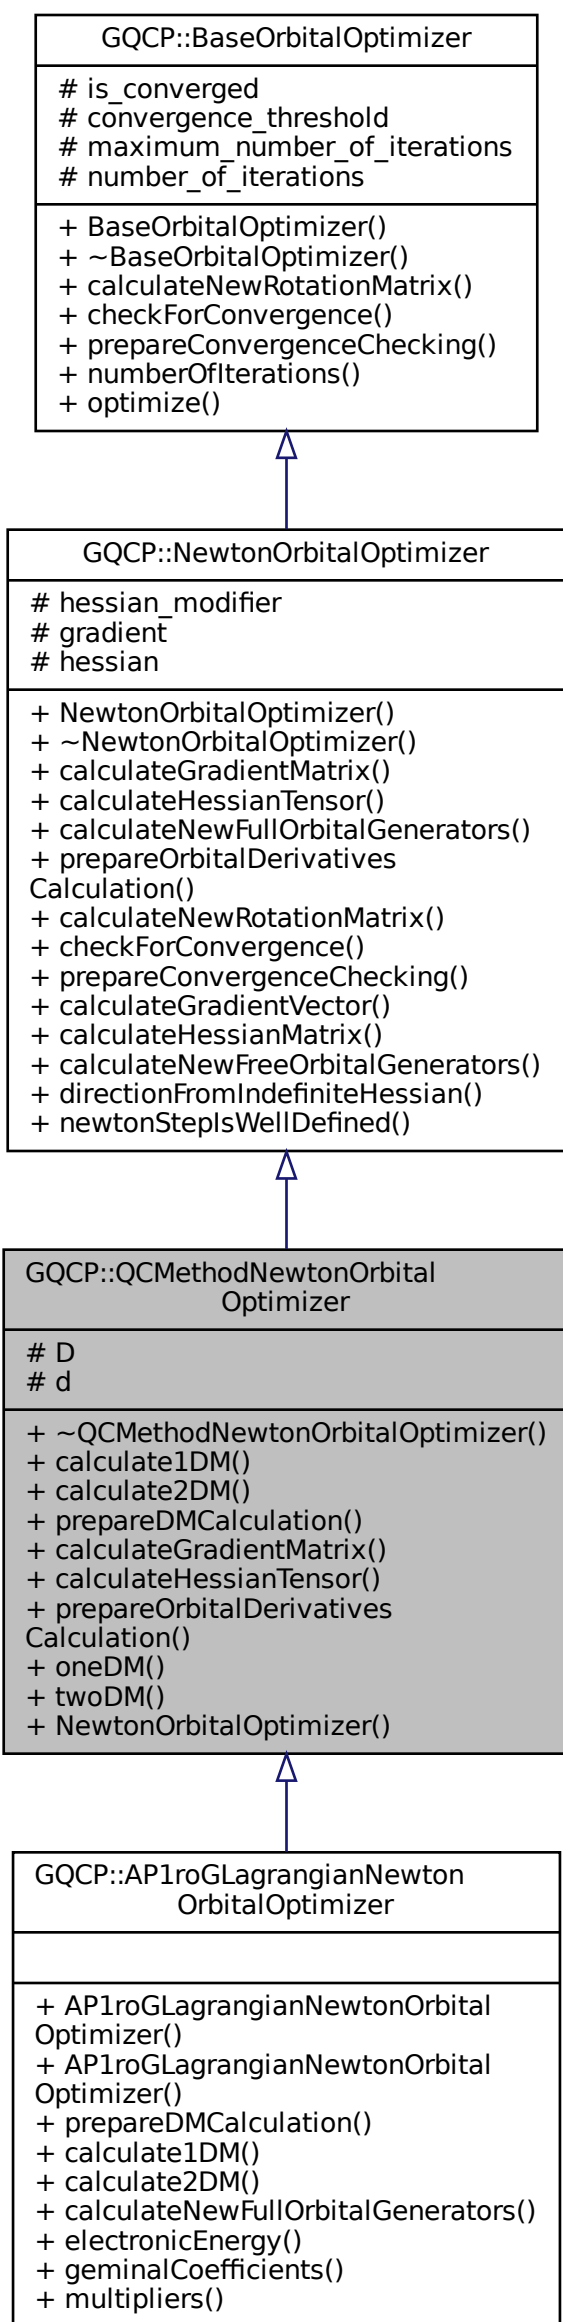 GQCP::BaseOrbitalOptimizer
# is_converged
# convergence_threshold
# maximum_number_of_iterations
# number_of_iterations
+ BaseOrbitalOptimizer()
+ ~BaseOrbitalOptimizer()
+ calculateNewRotationMatrix()
+ checkForConvergence()
+ prepareConvergenceChecking()
+ numberOfIterations()
+ optimize()
GQCP::NewtonOrbitalOptimizer
# hessian_modifier
# gradient
# hessian
+ NewtonOrbitalOptimizer()
+ ~NewtonOrbitalOptimizer()
+ calculateGradientMatrix()
+ calculateHessianTensor()
+ calculateNewFullOrbitalGenerators()
+ prepareOrbitalDerivatives
Calculation()
+ calculateNewRotationMatrix()
+ checkForConvergence()
+ prepareConvergenceChecking()
+ calculateGradientVector()
+ calculateHessianMatrix()
+ calculateNewFreeOrbitalGenerators()
+ directionFromIndefiniteHessian()
+ newtonStepIsWellDefined()
GQCP::QCMethodNewtonOrbital
Optimizer
# D
# d
+ ~QCMethodNewtonOrbitalOptimizer()
+ calculate1DM()
+ calculate2DM()
+ prepareDMCalculation()
+ calculateGradientMatrix()
+ calculateHessianTensor()
+ prepareOrbitalDerivatives
Calculation()
+ oneDM()
+ twoDM()
+ NewtonOrbitalOptimizer()
GQCP::AP1roGLagrangianNewton
OrbitalOptimizer
+ AP1roGLagrangianNewtonOrbital
Optimizer()
+ AP1roGLagrangianNewtonOrbital
Optimizer()
+ prepareDMCalculation()
+ calculate1DM()
+ calculate2DM()
+ calculateNewFullOrbitalGenerators()
+ electronicEnergy()
+ geminalCoefficients()
+ multipliers()